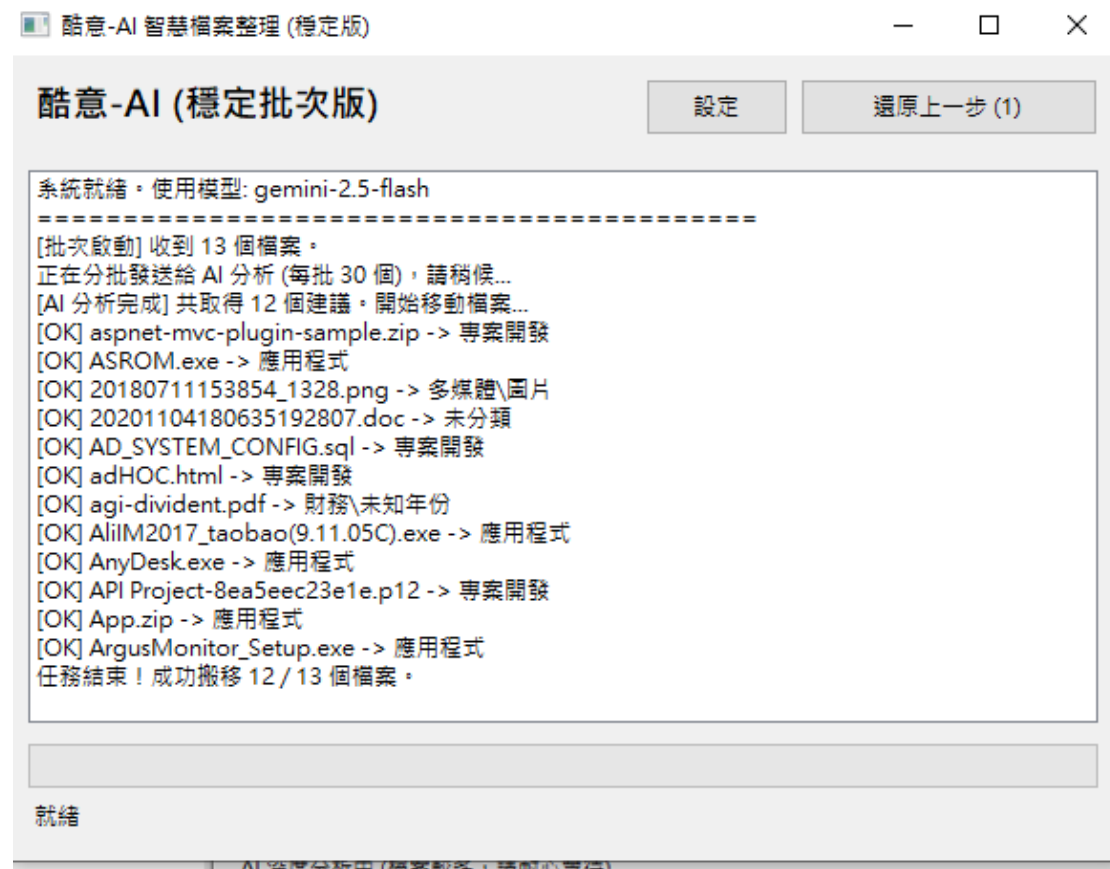 酷意-AI 智慧檔案整理 (穩定版)
酷意-AI (穩定批次版)
設定
還原上一步 (1)
系統就緒。使用模型: gemini-2.5-flash
==========================================
[批次啟動] 收到 13 個檔案。
正在分批發送給 AI 分析 (每批 30 個)，請稍候...
[AI 分析完成] 共取得 12 個建議。開始移動檔案...
[OK] aspnet-mvc-plugin-sample.zip -> 專案開發
[OK] ASROM.exe -> 應用程式
[OK] 20180711153854_1328.png -> 多媒體\圖片
[OK] 20201104180635192807.doc -> 未分類
[OK] AD_SYSTEM_CONFIG.sql -> 專案開發
[OK] adHOC.html -> 專案開發
[OK] agi-divident.pdf -> 財務\未知年份
[OK] AliIM2017_taobao(9.11.05C).exe -> 應用程式
[OK] AnyDesk.exe -> 應用程式
[OK] API Project-8ea5eec23e1e.p12 -> 專案開發
[OK] App.zip -> 應用程式
[OK] ArgusMonitor_Setup.exe -> 應用程式
任務結束！成功搬移 12 / 13 個檔案。
就緒